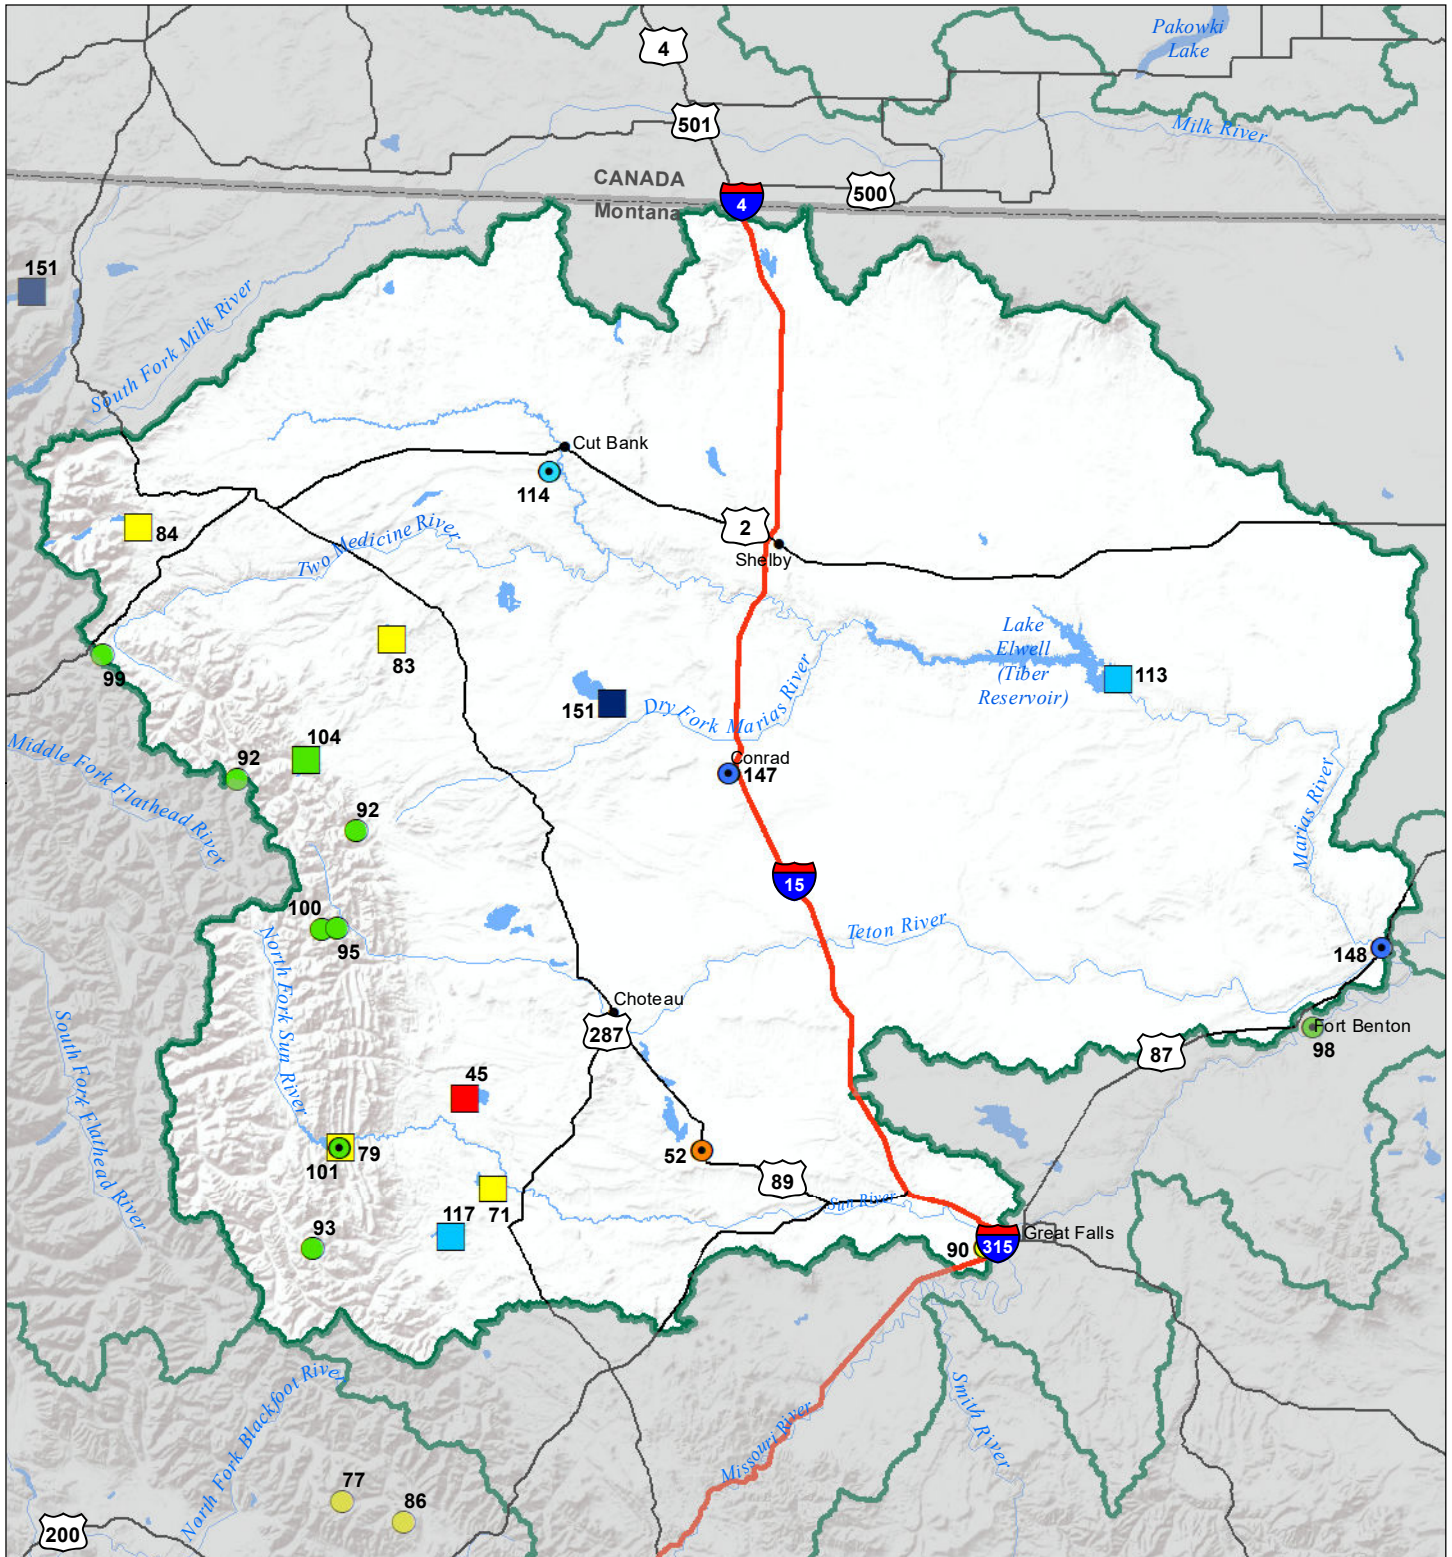 Pakowki
Lake
4
501
Milk River
CANADA
Montana
4
500
151
South Fork Milk River
Cut Bank
114
2
84
Two Medicine River
Shelby
Lake
Elwell
(Tiber
Reservoir)
83
99
113
151
Dry Fork Marias River
104
Middle Fork Flathead River
92
Conrad
147
92
Marias River
15
100
95
Teton River
North Fork Sun River
148
Choteau
287
Fort Benton
98
87
South Fork Flathead River
45
101
79
52
89
71
Sun River
117
93
90
315
Great Falls
North Fork Blackfoot River
Smith River
Missouri River
77
86
200